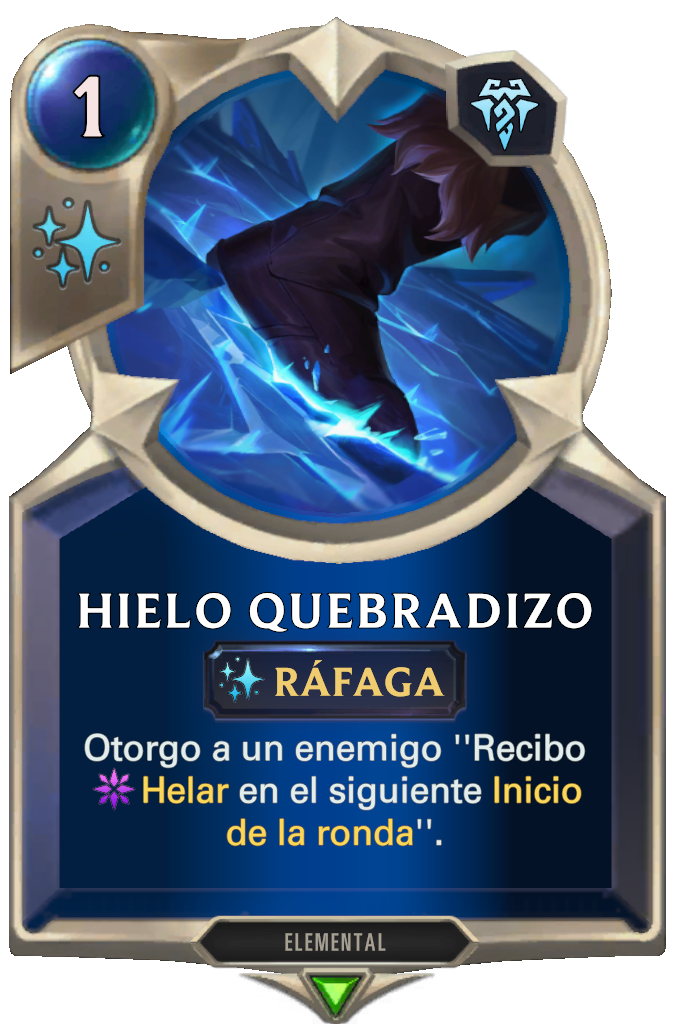 1
HIELO QUEBRADIZO
RÁFAGA
Otorgo a un enemigo ''Recibo
Helar en el siguiente Inicio
de la ronda''.
ELEMENTAL